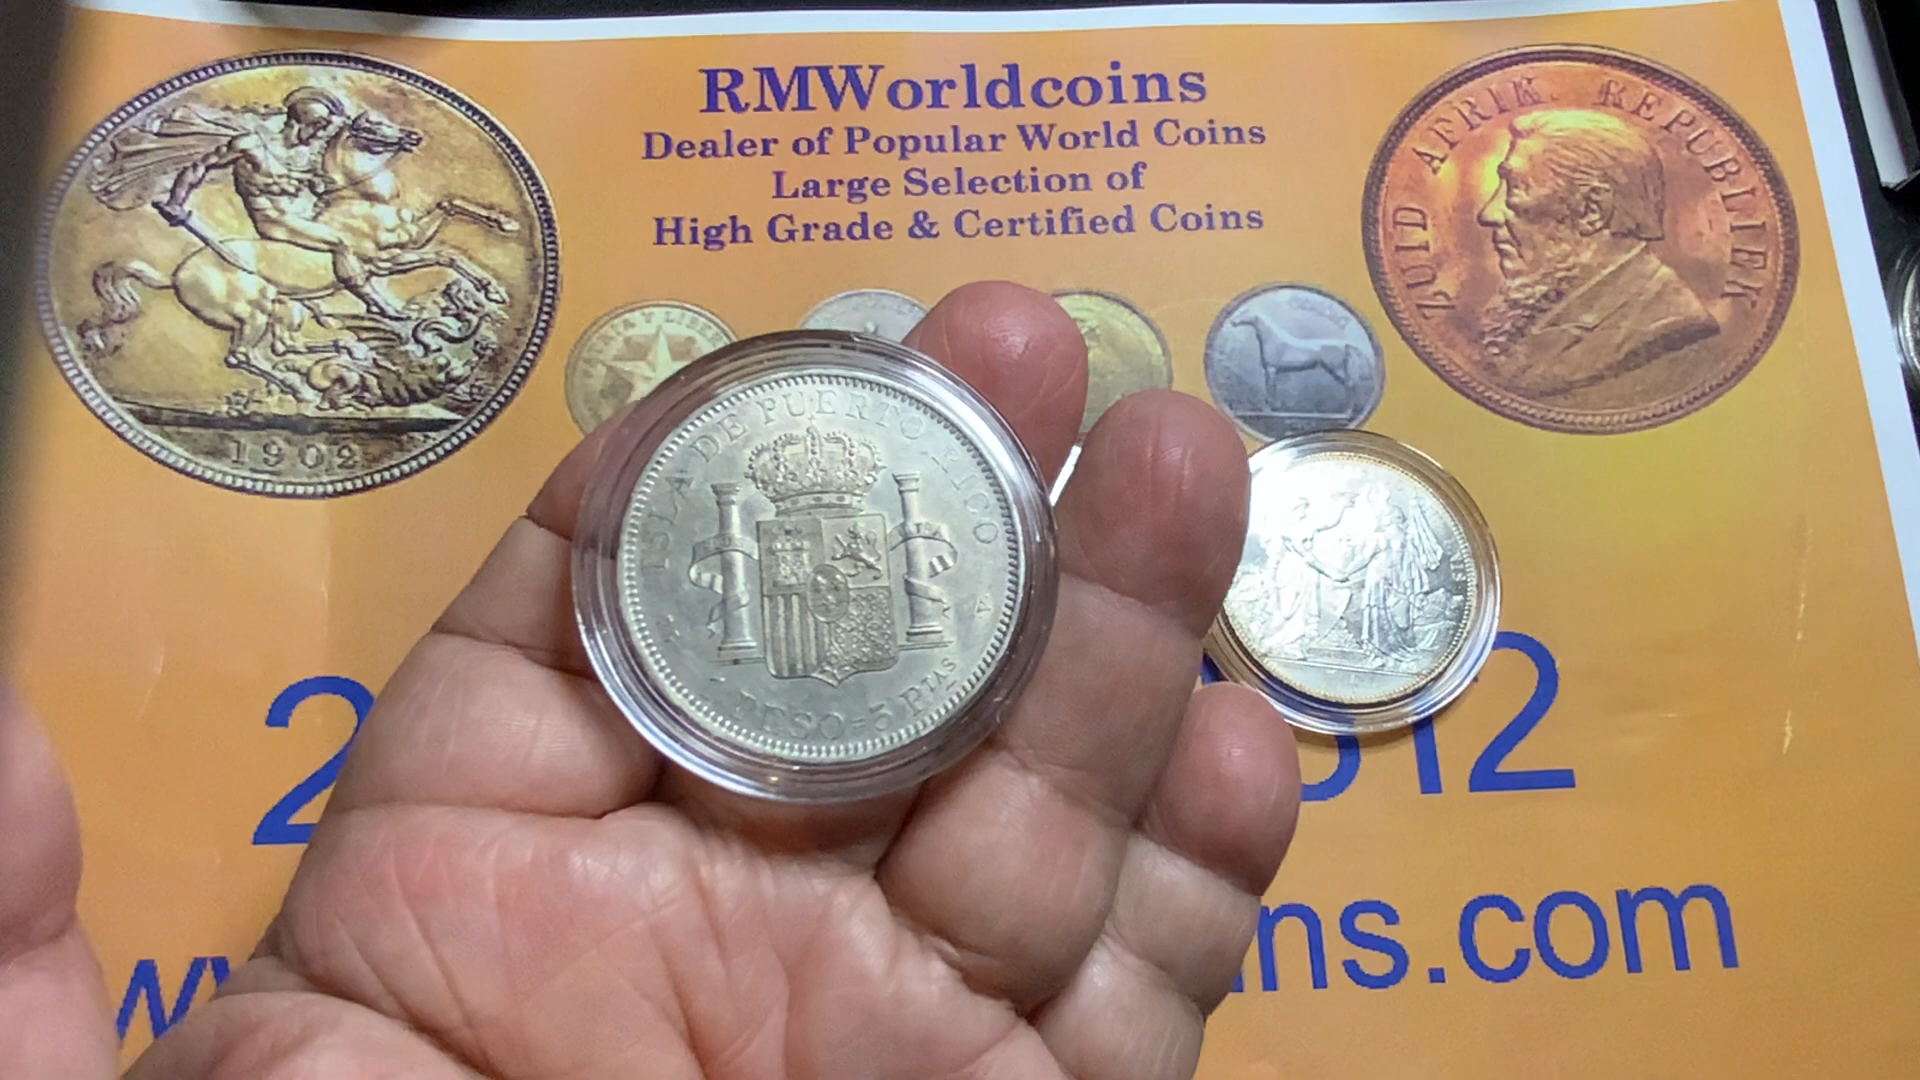 RMWorldcoins
Dealer of Popular World Coins
Large Selection of
High Grade & Certified Coins
1902
ZUID AFRIK. REPUBLIEK
ISLA DE PUERTO RICO
PESO=5 PTAS
2
12
ns.com